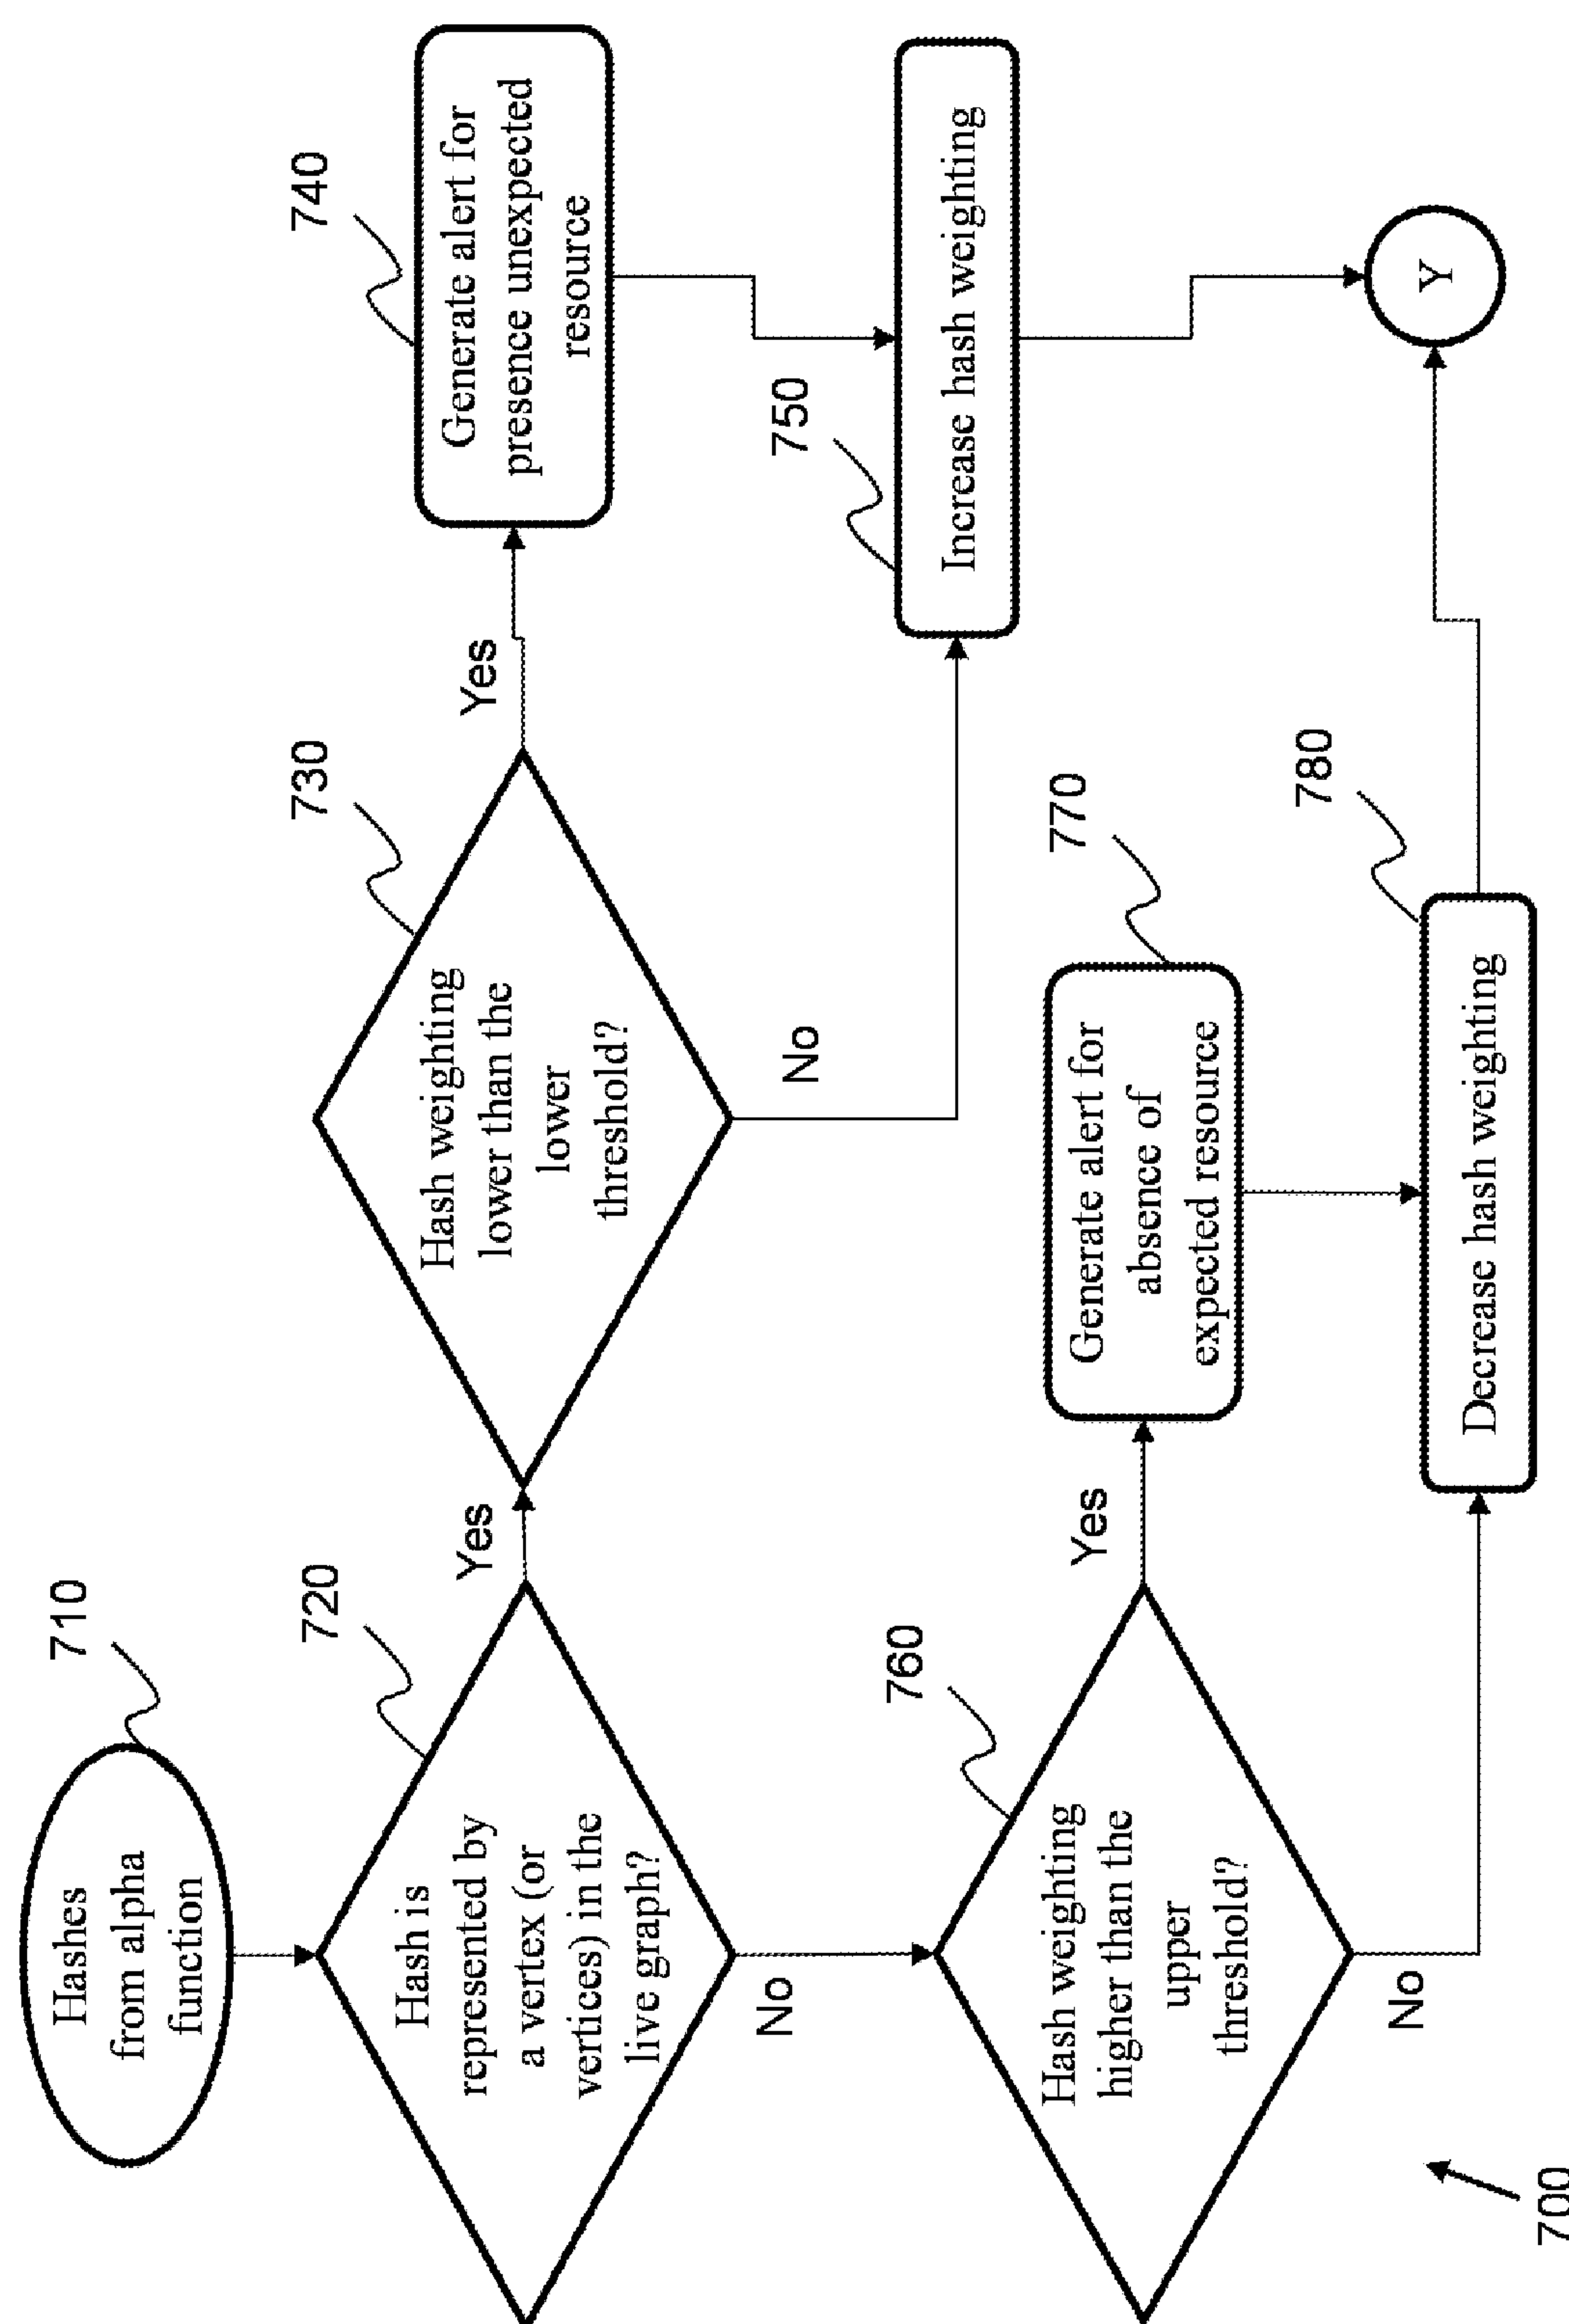 710
Hashes
from alpha
function
720
Hash is
represented by
a vertex (or
vertices) in the
live graph?
Yes
No
730
Hash weighting
lower than the
lower
threshold?
Yes
No
740
Generate alert for
presence unexpected
resource
750
Increase hash weighting
760
Hash weighting
higher than the
upper
threshold?
Yes
No
770
Generate alert for
absence of
expected resource
780
Decrease hash weighting
Y
700